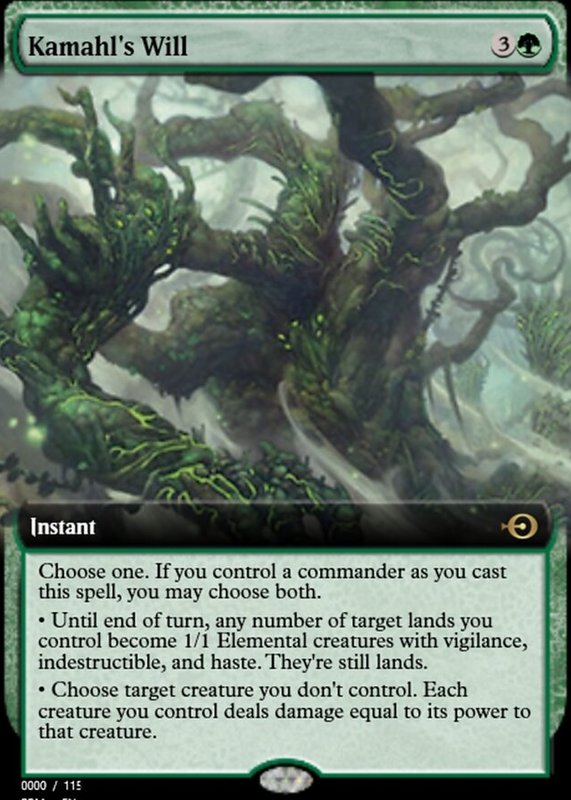 Kamahl's Will
3
Instant
Choose one. If you control a commander as you cast
this spell, you may choose both.
• Until end of turn, any number of target lands you
control become 1/1 Elemental creatures with vigilance,
indestructible, and haste. They're still lands.
• Choose target creature you don't control. Each
creature you control deals damage equal to its power to
that creature.
0000 / 115